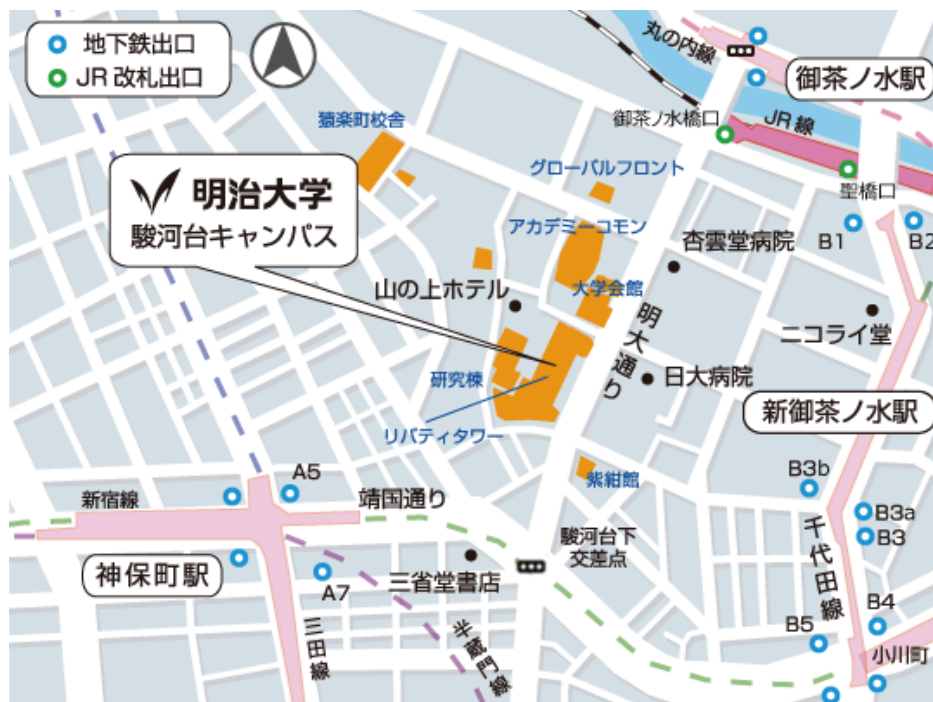 地下鉄出口
JR改札出口
丸の内線
御茶ノ水駅
御茶ノ水橋口
JR線
聖橋口
猿楽町校舎
グローバルフロント
明治大学
駿河台キャンパス
アカデミーコモン
杏雲堂病院
B1
B2
大学会館
山の上ホテル
明大通り
ニコライ堂
研究棟
日大病院
リバティタワー
新御茶ノ水駅
紫紺館
A5
新宿線
靖国通り
B3b
B3a
B3
千代田線
駿河台下
交差点
神保町駅
A7
三省堂書店
三田線
半蔵門線
B5
B4
小川町